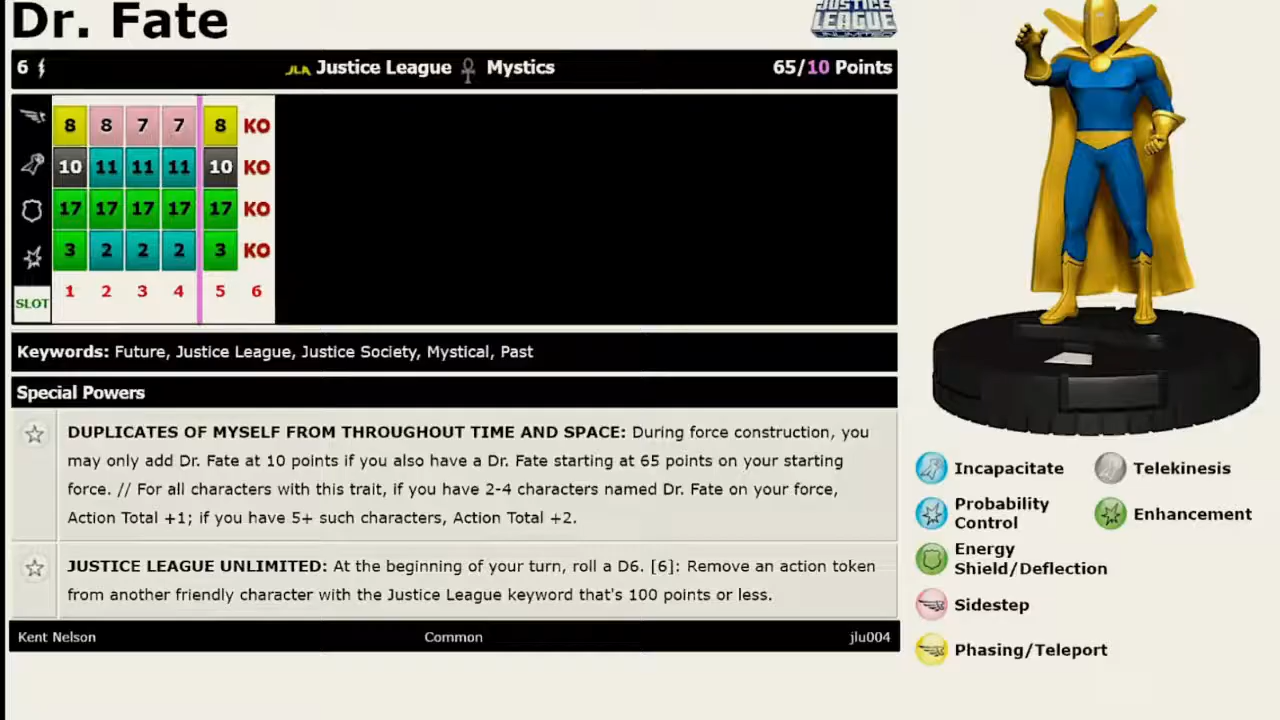 Dr. Fate
JUSTICE
LEAGUE
UNLIMITED
6 JLA Justice League Mystics 65/10 Points
8 8 7 7 8 KO
10 11 11 11 10 KO
17 17 17 17 17 KO
3 2 2 2 3 KO
SLOT 1 2 3 4 5 6
Keywords: Future, Justice League, Justice Society, Mystical, Past
Special Powers
DUPLICATES OF MYSELF FROM THROUGHOUT TIME AND SPACE: During force construction, you
may only add Dr. Fate at 10 points if you also have a Dr. Fate starting at 65 points on your starting
force. // For all characters with this trait, if you have 2-4 characters named Dr. Fate on your force,
Action Total +1; if you have 5+ such characters, Action Total +2.
JUSTICE LEAGUE UNLIMITED: At the beginning of your turn, roll a D6. [6]: Remove an action token
from another friendly character with the Justice League keyword that's 100 points or less.
Kent Nelson Common jlu004
Incapacitate Telekinesis
Probability
Control Enhancement
Energy
Shield/Deflection
Sidestep
Phasing/Teleport